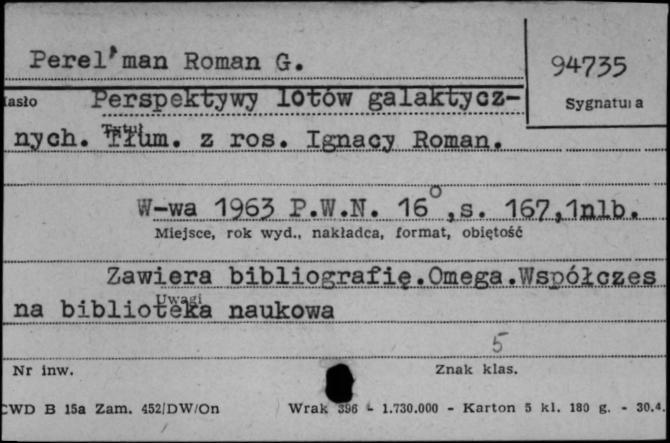 Perel'man Roman G.
94735
Hasło Perspektywy lotów galaktycz-
Sygnatura
nych. Tytuł Tłum. z ros. Ignacy Roman.
W-wa 1963 P.W.N. 16°,s. 167,1nlb.
Miejsce, rok wyd., nakładca, format, objętość
Zawiera bibliografię.Omega.Współczes
na biblioteka naukowa
Uwagi
5
Nr inw.
Znak klas.
CWD B 15a Zam. 452/DW/On Wrak 396 - 1.730.000 - Karton 5 kl. 180 g. - 30.4.